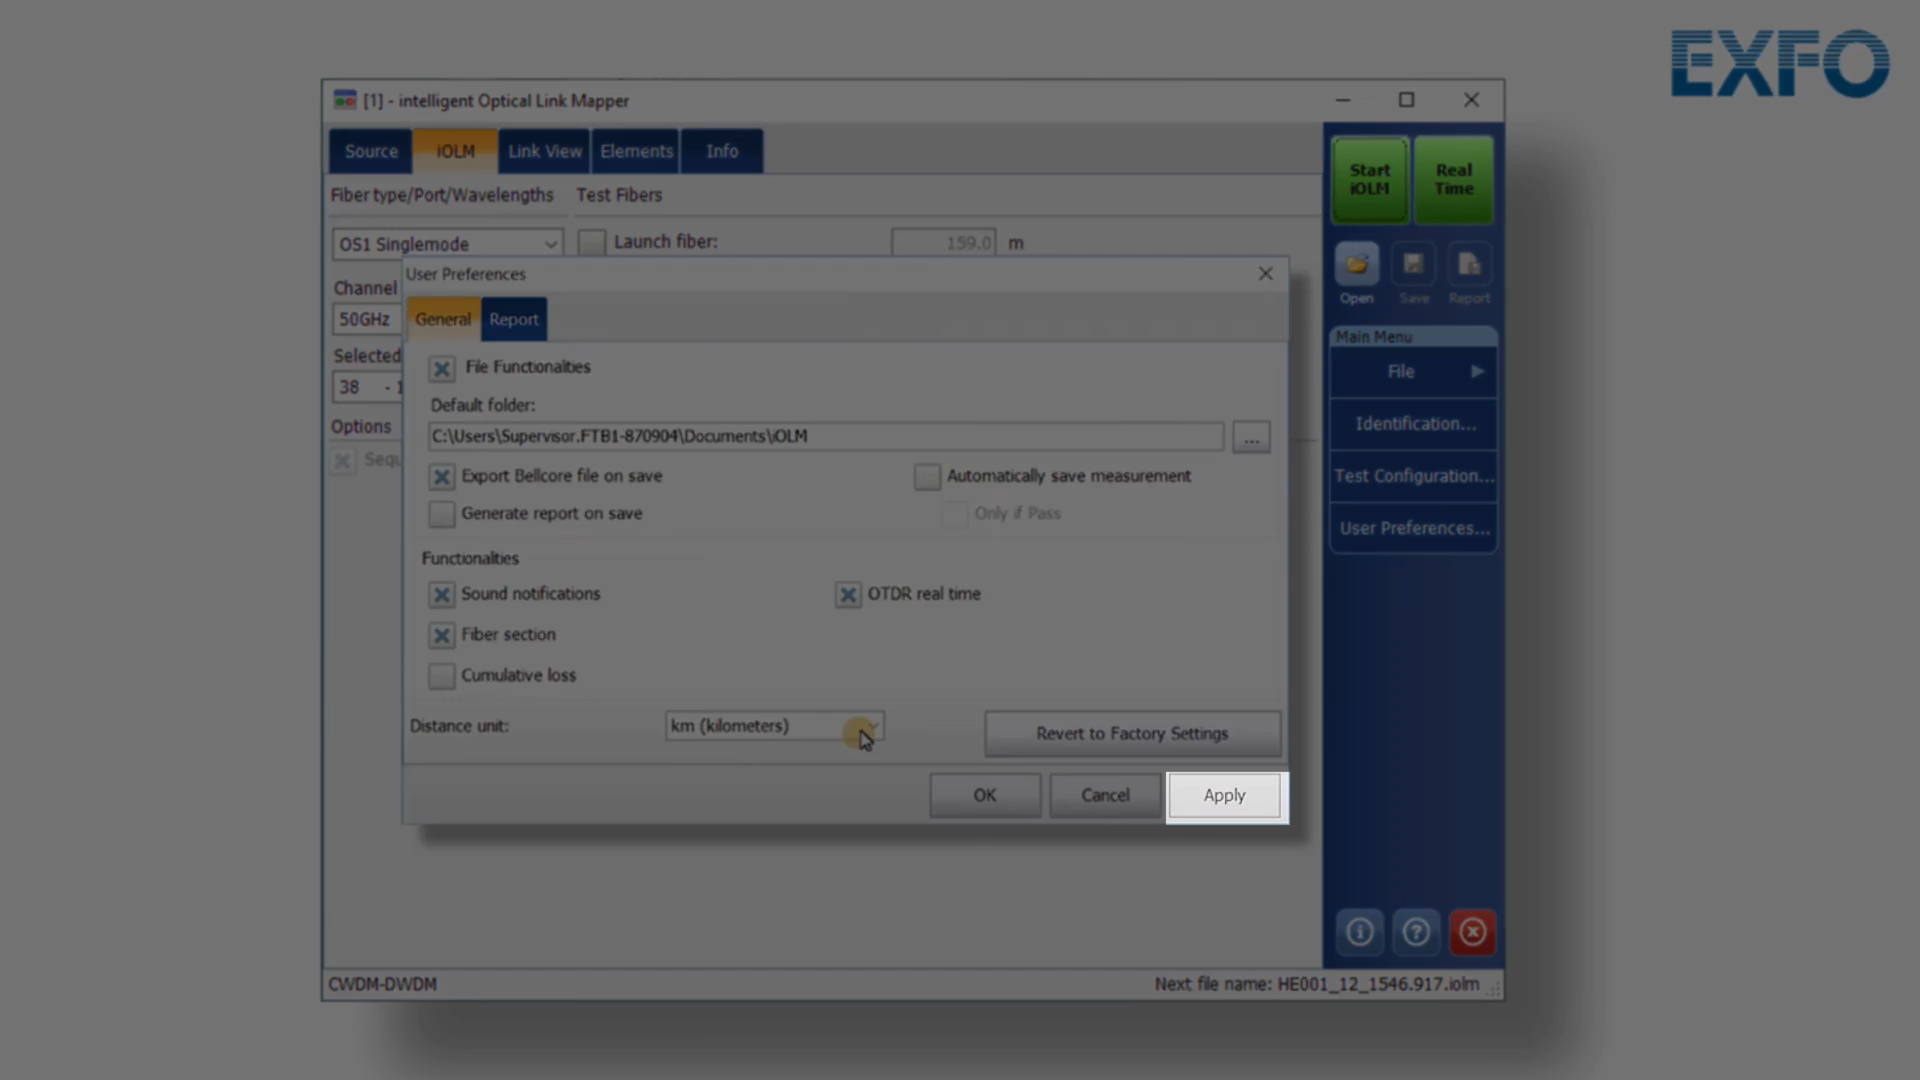 EXFO
[1] - intelligent Optical Link Mapper
Source iOLM Link View Elements Info
Start iOLM
Real Time
Fiber type/Port/Wavelengths Test Fibers
OS1 Singlemode Launch fiber: 159.0 m
Open Save Report
User Preferences
Channel
50GHz
General Report
Main Menu
Selected
File Functionalties
File
38 - 1
Default folder:
Identification...
Options
C:\Users\Supervisor.FTB1-870904\Documents\iOLM ...
Sequ
Export Bellcore file on save Automatically save measurement
Test Configuration...
Generate report on save Only if Pass
User Preferences...
Functionalties
Sound notifications OTDR real time
Fiber section
Cumulative loss
Distance unit: km (kilometers) Revert to Factory Settings
OK Cancel Apply
CWDM-DWDM Next file name: HE001_12_1546.917.iolm